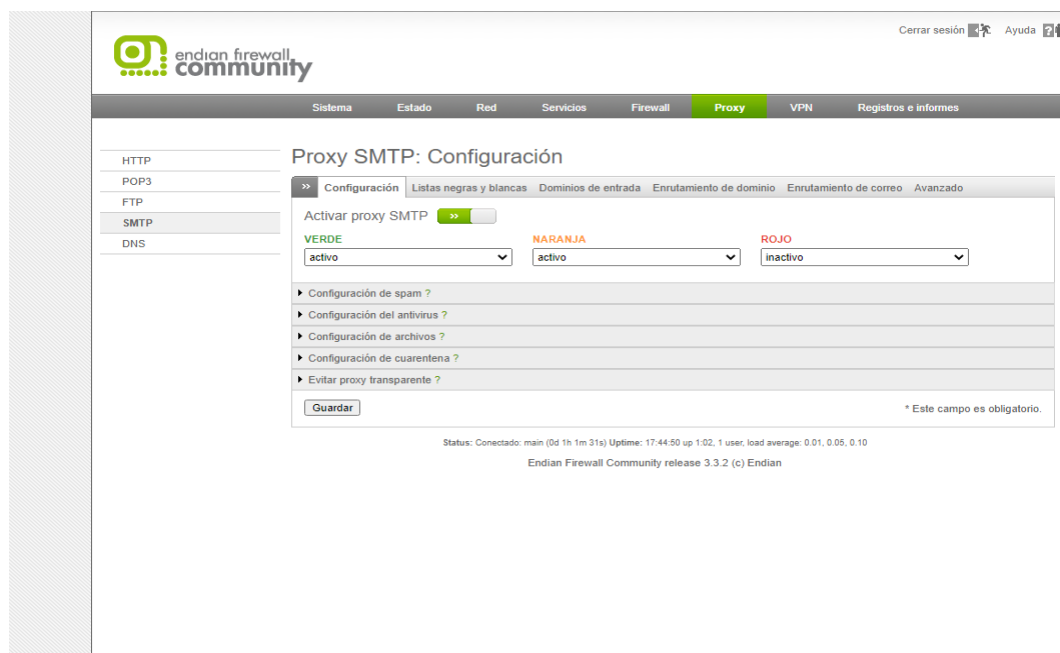 Cerrar sesión Ayuda
endian firewall
community
Sistema Estado Red Servicios Firewall Proxy VPN Registros e informes
HTTP
POP3
FTP
SMTP
DNS
Proxy SMTP: Configuración
» Configuración Listas negras y blancas Dominios de entrada Enrutamiento de dominio Enrutamiento de correo Avanzado
Activar proxy SMTP »
VERDE NARANJA ROJO
activo activo inactivo
Configuración de spam ?
Configuración del antivirus ?
Configuración de archivos ?
Configuración de cuarentena ?
Evitar proxy transparente ?
Guardar * Este campo es obligatorio.
Status: Conectado: main (0d 1h 1m 31s) Uptime: 17:44:50 up 1:02, 1 user, load average: 0.01, 0.05, 0.10
Endian Firewall Community release 3.3.2 (c) Endian